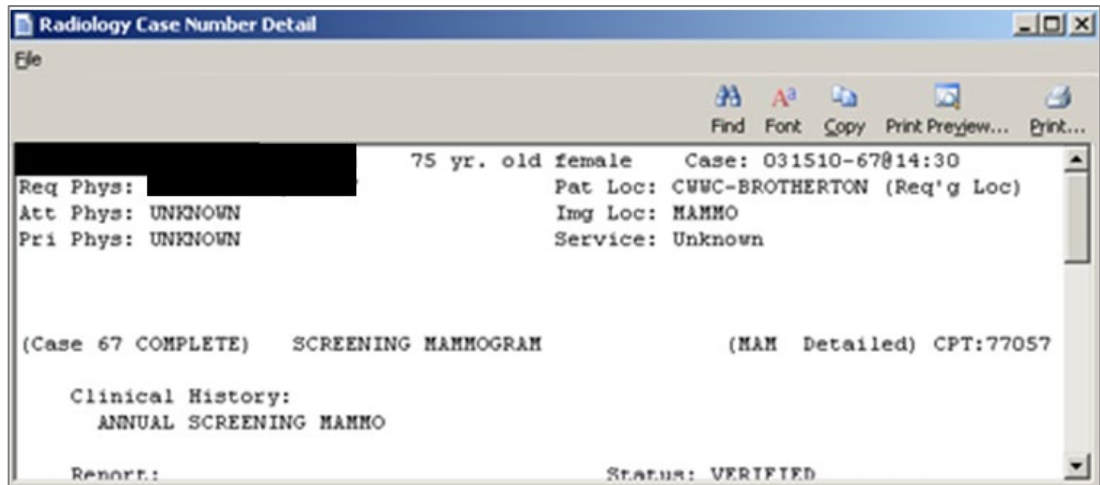 Radiology Case Number Detail
File
Find Font Copy Print Preview... Print...
75 yr. old female Case: 031510-67@14:30
Req Phys: Pat Loc: CWWC-BROTHERTON (Req'g Loc)
Att Phys: UNKNOWN Img Loc: MAMMO
Pri Phys: UNKNOWN Service: Unknown
(Case 67 COMPLETE) SCREENING MAMMOGRAM (MAM Detailed) CPT:77057
Clinical History:
ANNUAL SCREENING MAMMO
Report: Status: VERIFIED